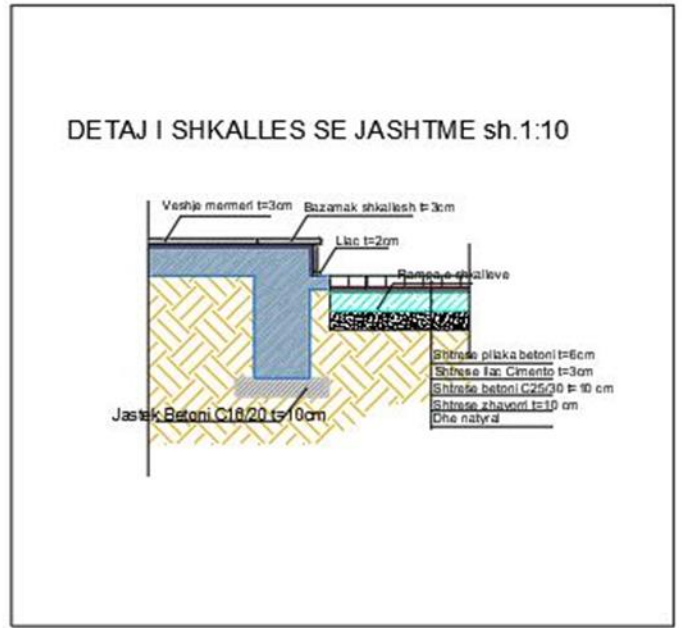 DETAJ I SHKALLES SE JASHTME sh.1:10
Veshje mermeri t=3cm
Bazamak shkallesh t=3cm
Llac t=2cm
Rampa e shkalleve
Shtrese pllaka betoni t=6cm
Shtrese llac Cimento t=3cm
Shtrese betoni C25/30 t=10 cm
Shtrese zhavorri t=10 cm
Dhe natyral
Jastek Betoni C16/20 t=10cm